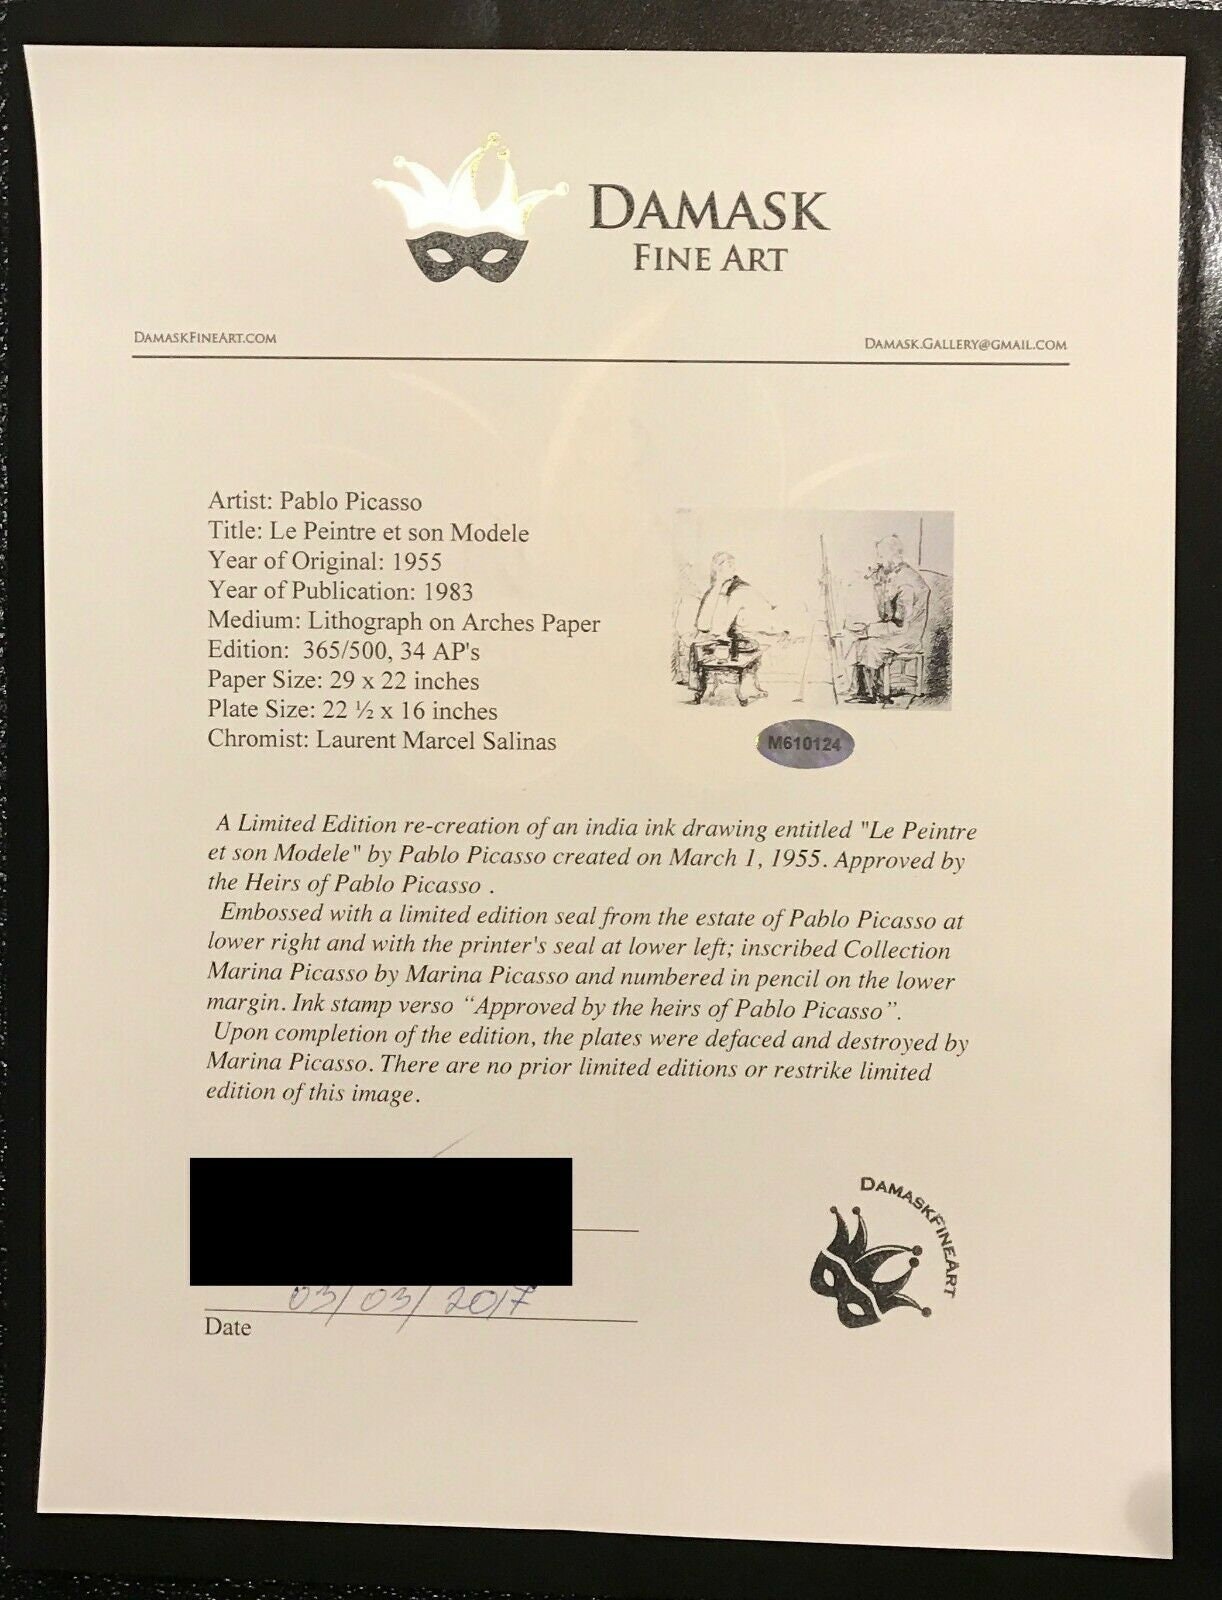 DAMASK
FINE ART
DAMASKFINEART.COM
DAMASK.GALLERY@GMAIL.COM
Artist: Pablo Picasso
Title: Le Peintre et son Modele
Year of Original: 1955
Year of Publication: 1983
Medium: Lithograph on Arches Paper
Edition: 365/500, 34 AP's
Paper Size: 29 x 22 inches
Plate Size: 22 ½ x 16 inches
Chromist: Laurent Marcel Salinas
M610124
A Limited Edition re-creation of an india ink drawing entitled "Le Peintre
et son Modele" by Pablo Picasso created on March 1, 1955. Approved by
the Heirs of Pablo Picasso .
Embossed with a limited edition seal from the estate of Pablo Picasso at
lower right and with the printer's seal at lower left; inscribed Collection
Marina Picasso by Marina Picasso and numbered in pencil on the lower
margin. Ink stamp verso “Approved by the heirs of Pablo Picasso”.
Upon completion of the edition, the plates were defaced and destroyed by
Marina Picasso. There are no prior limited editions or restrike limited
edition of this image.
DAMASKFINEART
03/03/2017
Date